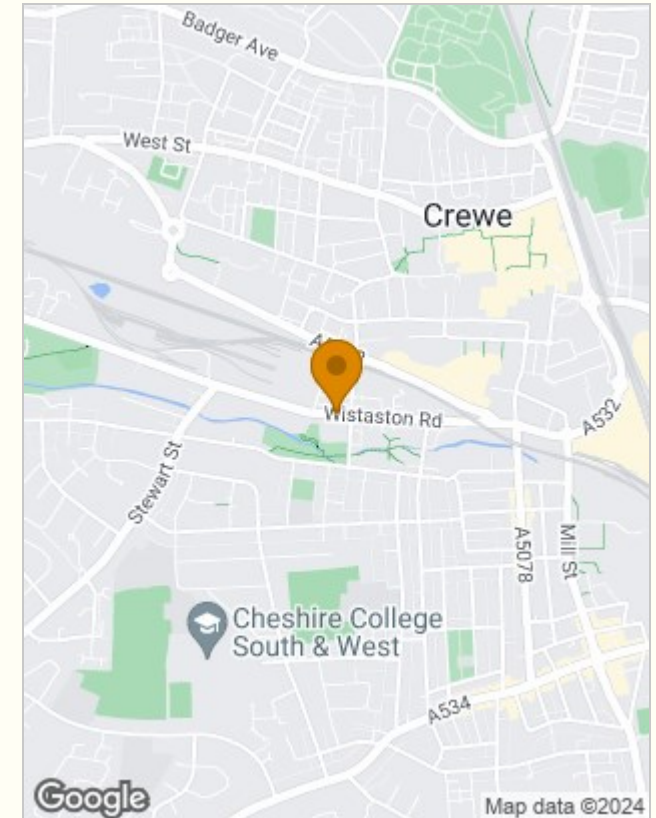 Badger Ave
West St
Crewe
Wistaston Rd
A532
Stewart St
A5078
Mill St
Cheshire College
South & West
A534
Google
Map data ©2024